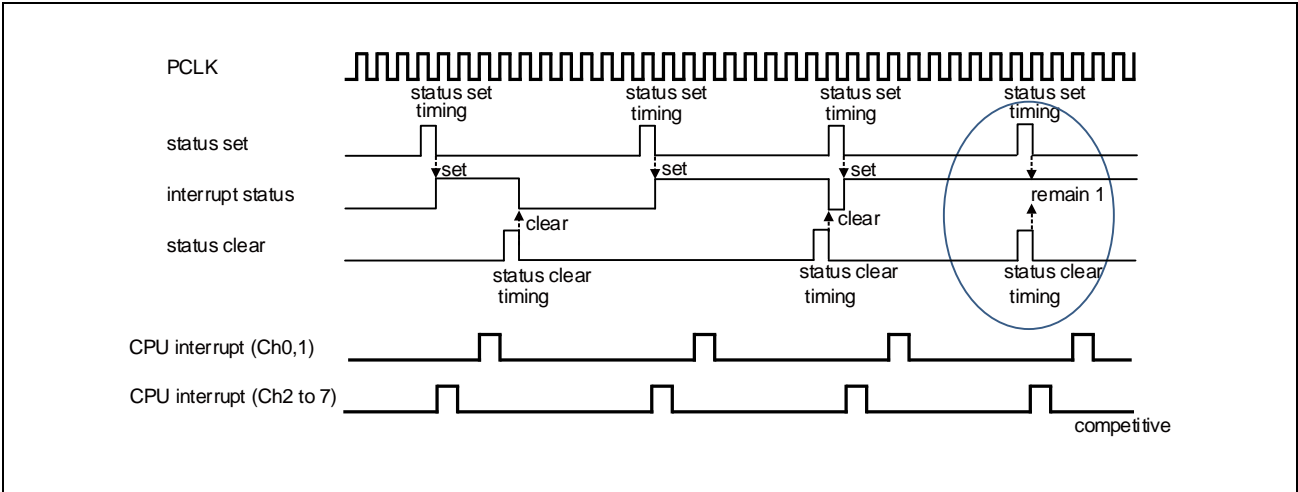 PCLK
status set
timing
status set
timing
status set
timing
status set
timing
status set
set
set
set
interrupt status
remain 1
clear
clear
status clear
status clear
timing
status clear
timing
status clear
timing
CPU interrupt (Ch0,1)
CPU interrupt (Ch2 to 7)
competitive